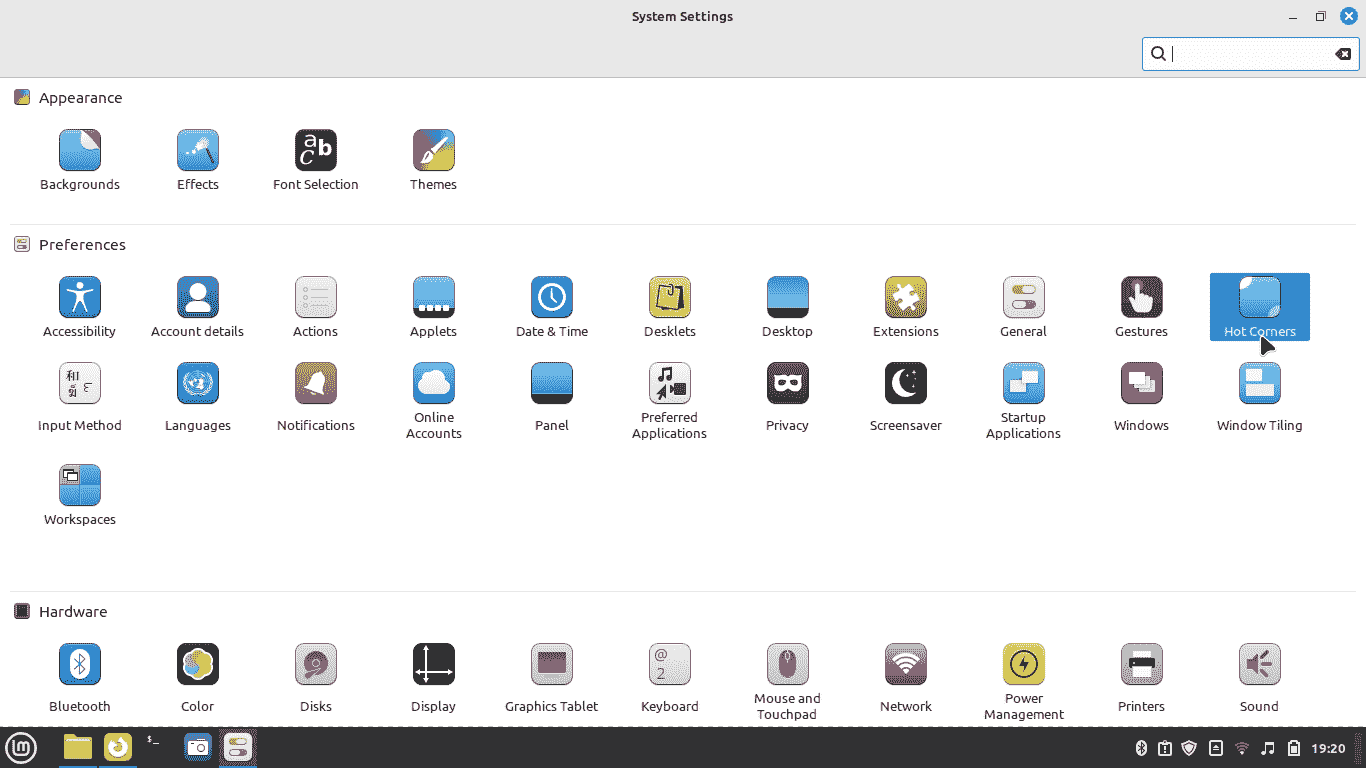 System Settings
Appearance
Backgrounds
Effects
Font Selection
Themes
Preferences
Accessibility
Account details
Actions
Applets
Date & Time
Desklets
Desktop
Extensions
General
Gestures
Hot Corners
Input Method
Languages
Notifications
Online
Accounts
Panel
Preferred
Applications
Privacy
Screensaver
Startup
Applications
Windows
Window Tiling
Workspaces
Hardware
Bluetooth
Color
Disks
Display
Graphics Tablet
Keyboard
Mouse and
Touchpad
Network
Power
Management
Printers
Sound
19:20